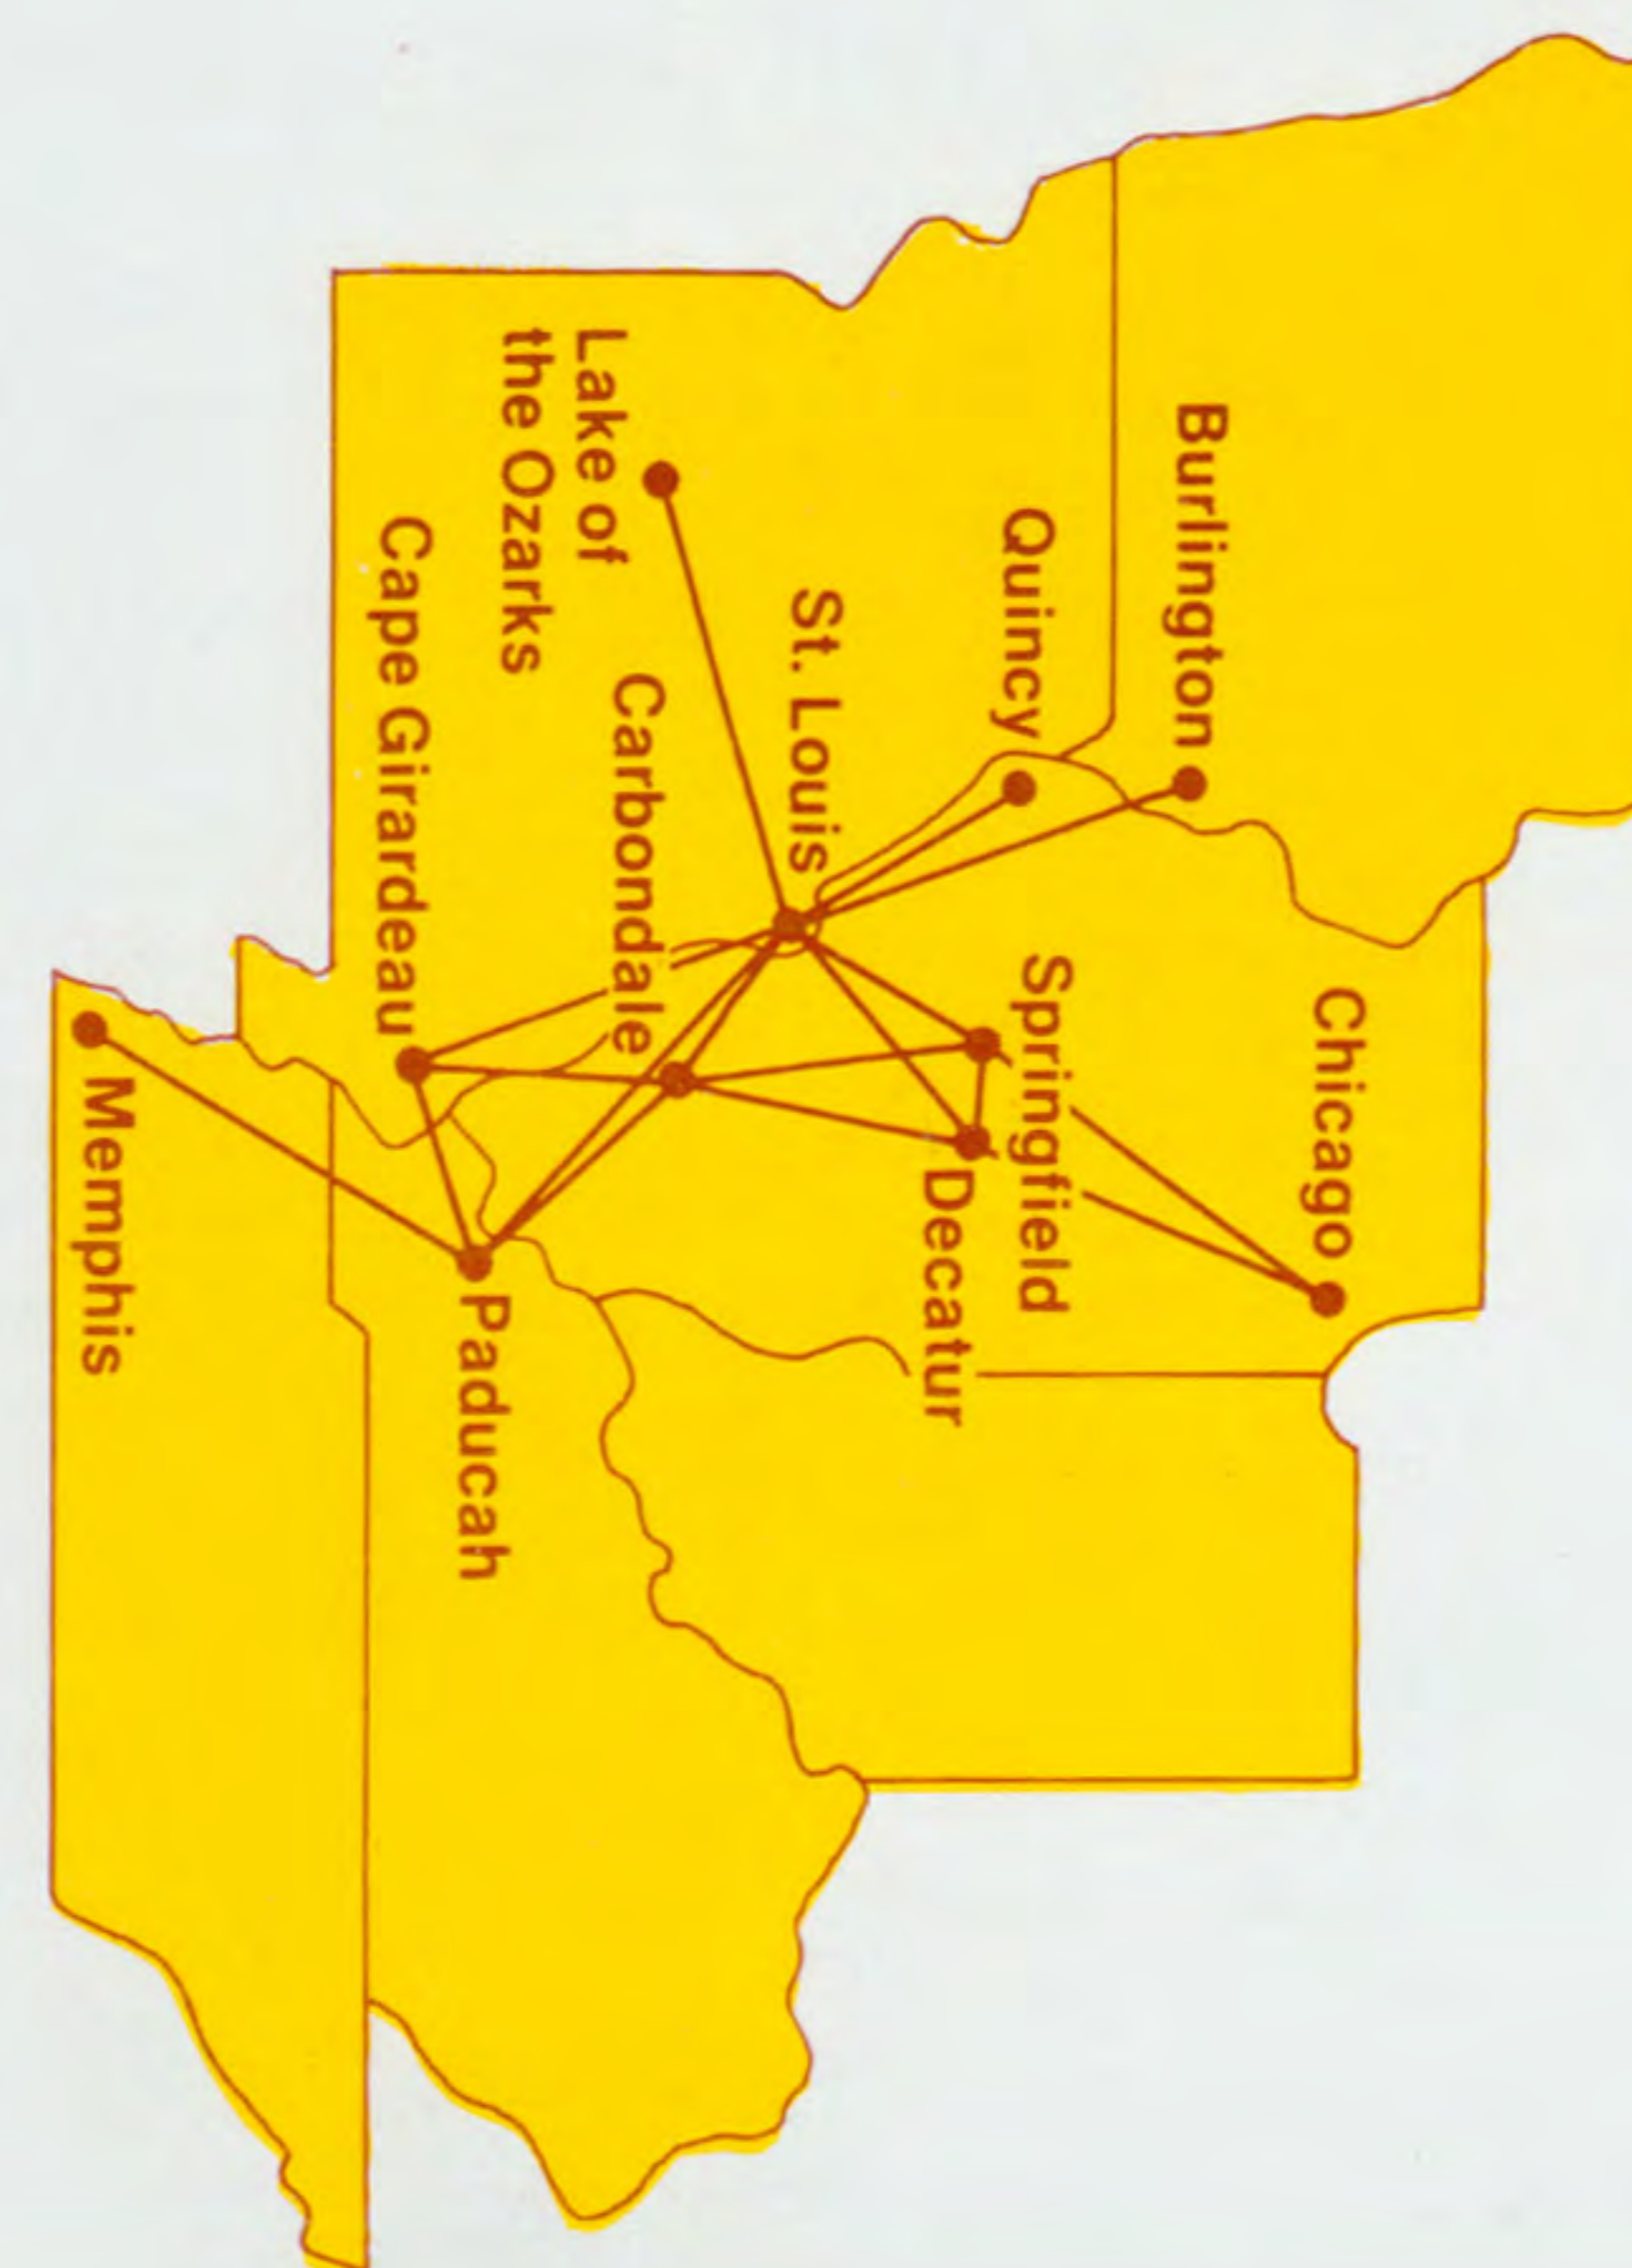 Burlington
Chicago
Quincy
Springfield
Decatur
St. Louis
Lake of
the Ozarks
Carbondale
Cape Girardeau
Paducah
Memphis